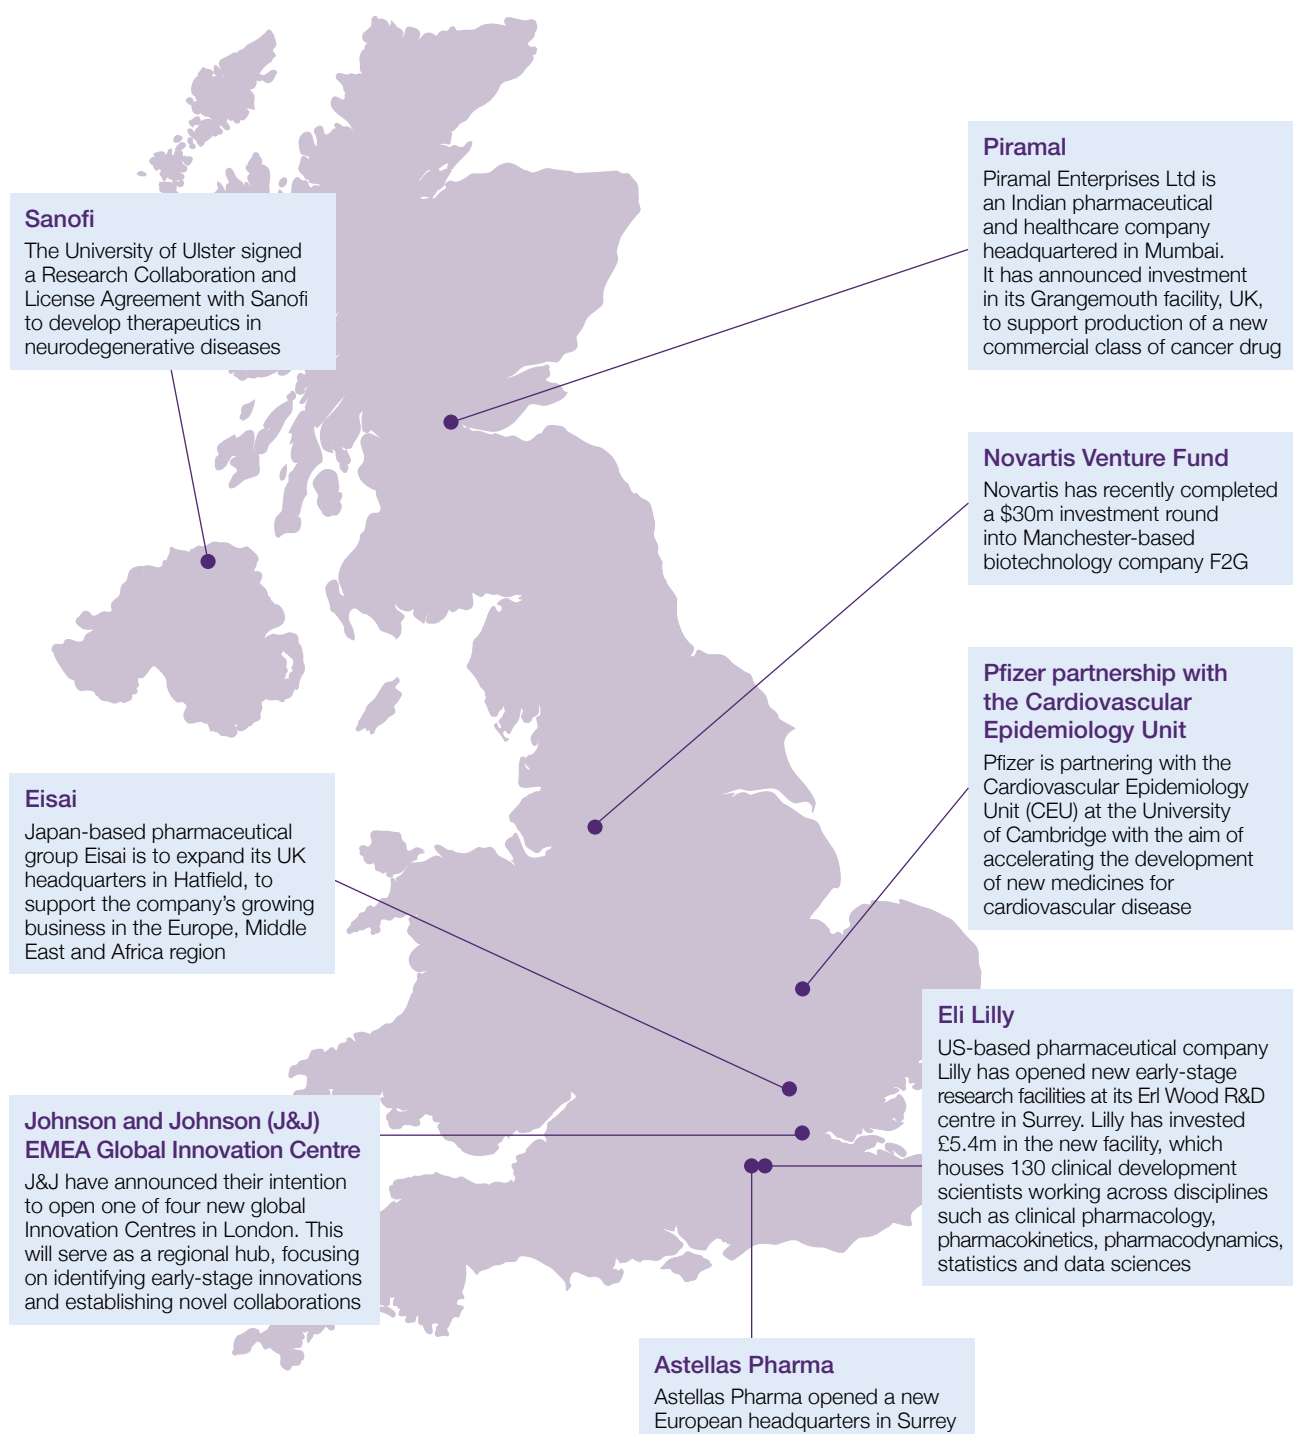 Sanofi
The University of Ulster signed
a Research Collaboration and
License Agreement with Sanofi
to develop therapeutics in
neurodegenerative diseases
Piramal
Piramal Enterprises Ltd is
an Indian pharmaceutical
and healthcare company
headquartered in Mumbai.
It has announced investment
in its Grangemouth facility, UK,
to support production of a new
commercial class of cancer drug
Novartis Venture Fund
Novartis has recently completed
a $30m investment round
into Manchester-based
biotechnology company F2G
Pfizer partnership with
the Cardiovascular
Epidemiology Unit
Pfizer is partnering with the
Cardiovascular Epidemiology
Unit (CEU) at the University
of Cambridge with the aim of
accelerating the development
of new medicines for
cardiovascular disease
Eisai
Japan-based pharmaceutical
group Eisai is to expand its UK
headquarters in Hatfield, to
support the company's growing
business in the Europe, Middle
East and Africa region
Eli Lilly
US-based pharmaceutical company
Lilly has opened new early-stage
research facilities at its Erl Wood R&D
centre in Surrey. Lilly has invested
£5.4m in the new facility, which
houses 130 clinical development
scientists working across disciplines
such as clinical pharmacology,
pharmacokinetics, pharmacodynamics,
statistics and data sciences
Johnson and Johnson (J&J)
EMEA Global Innovation Centre
J&J have announced their intention
to open one of four new global
Innovation Centres in London. This
will serve as a regional hub, focusing
on identifying early-stage innovations
and establishing novel collaborations
Astellas Pharma
Astellas Pharma opened a new
European headquarters in Surrey